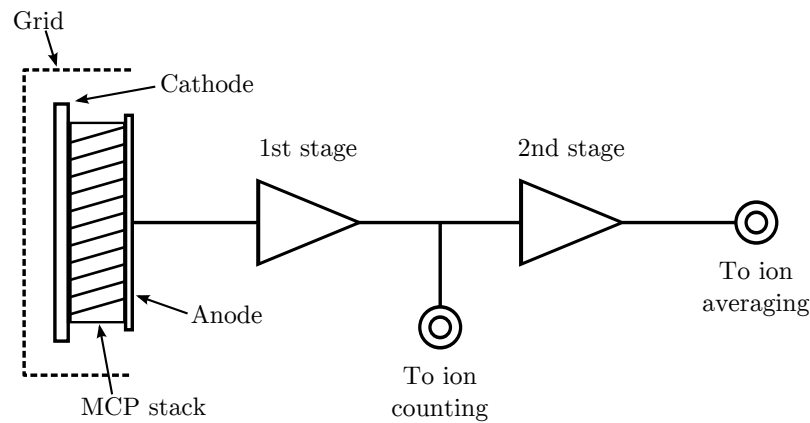 Grid
Cathode
1st stage
2nd stage
To ion
averaging
Anode
To ion
counting
MCP stack